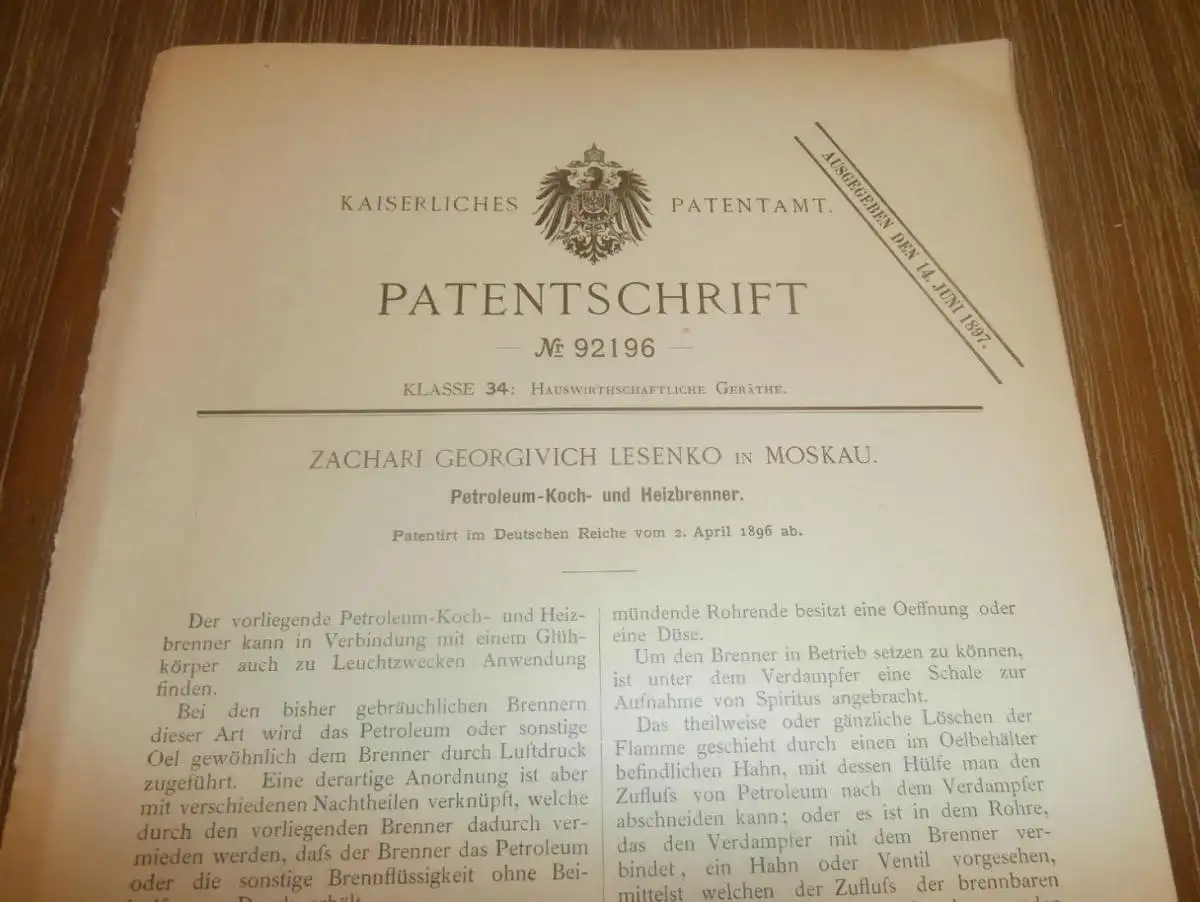 KAISERLICHES PATENTAMT.
AUSGEGEBEN DEN 14. JUNI 1897.
PATENTSCHRIFT
— № 92196 —
KLASSE 34: HAUSWIRTHSCHAFTLICHE GERÄTHE.
ZACHARI GEORGIVICH LESENKO IN MOSKAU.
Petroleum-Koch- und Heizbrenner.
Patentirt im Deutschen Reiche vom 2. April 1896 ab.
Der vorliegende Petroleum-Koch- und Heiz-
brenner kann in Verbindung mit einem Glüh-
körper auch zu Leuchtzwecken Anwendung
finden.
Bei den bisher gebräuchlichen Brennern
dieser Art wird das Petroleum oder sonstige
Oel gewöhnlich dem Brenner durch Luftdruck
zugeführt. Eine derartige Anordnung ist aber
mit verschiedenen Nachtheilen verknüpft, welche
durch den vorliegenden Brenner dadurch ver-
mieden werden, daſs der Brenner das Petroleum
oder die sonstige Brennflüssigkeit ohne Bei-
mündende Rohrende besitzt eine Oeffnung oder
eine Düse.
Um den Brenner in Betrieb setzen zu können,
ist unter dem Verdampfer eine Schale zur
Aufnahme von Spiritus angebracht.
Das theilweise oder gänzliche Löschen der
Flamme geschieht durch einen im Oelbehälter
befindlichen Hahn, mit dessen Hülfe man den
Zufluſs von Petroleum nach dem Verdampfer
abschneiden kann; oder es ist in dem Rohre,
das den Verdampfer mit dem Brenner ver-
bindet, ein Hahn oder Ventil vorgesehen,
mittelst welchen der Zufluſs der brennbaren